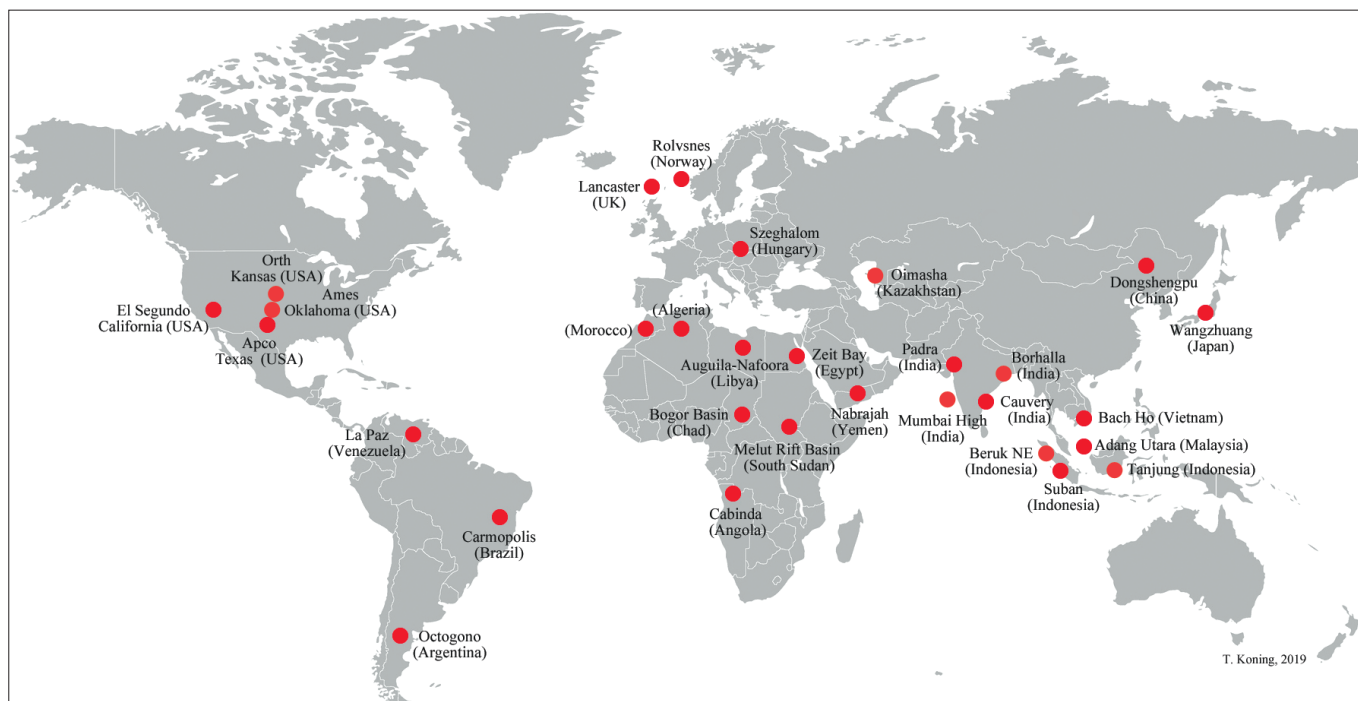 Rolvsnes
(Norway)
Lancaster
(UK)
Szeghalom
(Hungary)
Orth
Kansas (USA)
Ames
Oklahoma (USA)
El Segundo
California (USA)
Apco
Texas (USA)
Oimasha
(Kazakhstan)
Dongshengpu
(China)
Wangzhuang
(Japan)
(Algeria)
(Morocco)
Auguila-Nafoora
(Libya)
Zeit Bay
(Egypt)
Padra
(India)
Borhalla
(India)
Nabrajah
(Yemen)
Mumbai High
(India)
Cauvery
(India)
Bach Ho (Vietnam)
Bogor Basin
(Chad)
Melut Rift Basin
(South Sudan)
La Paz
(Venezuela)
Adang Utara (Malaysia)
Beruk NE
(Indonesia)
Tanjung (Indonesia)
Suban
(Indonesia)
Cabinda
(Angola)
Carmopolis
(Brazil)
Octogono
(Argentina)
T. Koning, 2019